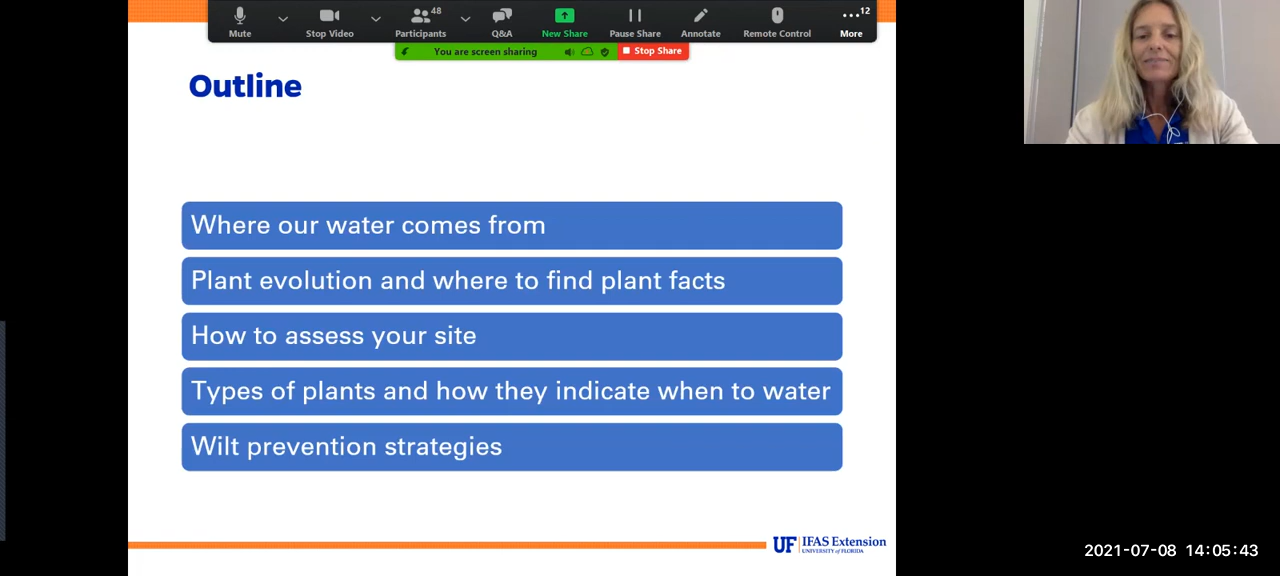 48
12
Mute
Stop Video
Participants
Q&A
New Share
Pause Share
Annotate
Remote Control
More
You are screen sharing
Stop Share
Outline
Where our water comes from
Plant evolution and where to find plant facts
How to assess your site
Types of plants and how they indicate when to water
Wilt prevention strategies
UF IFAS Extension
UNIVERSITY of FLORIDA
2021-07-08 14:05:43